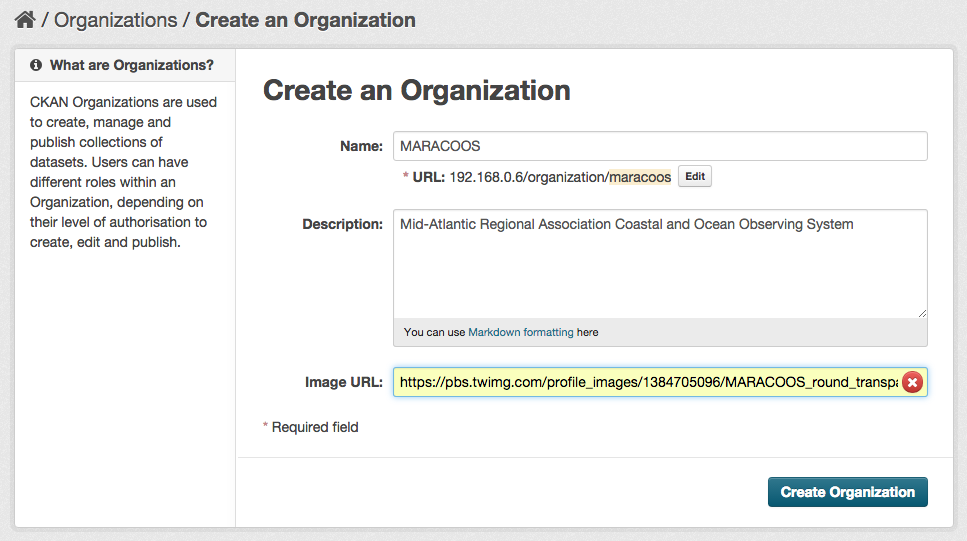 / Organizations / Create an Organization
What are Organizations?
CKAN Organizations are used
to create, manage and
publish collections of
datasets. Users can have
different roles within an
Organization, depending on
their level of authorisation to
create, edit and publish.
Create an Organization
Name: MARACOOS
* URL: 192.168.0.6/organization/maracoos Edit
Description: Mid-Atlantic Regional Association Coastal and Ocean Observing System
You can use Markdown formatting here
Image URL: https://pbs.twimg.com/profile_images/1384705096/MARACOOS_round_transpa
* Required field
Create Organization